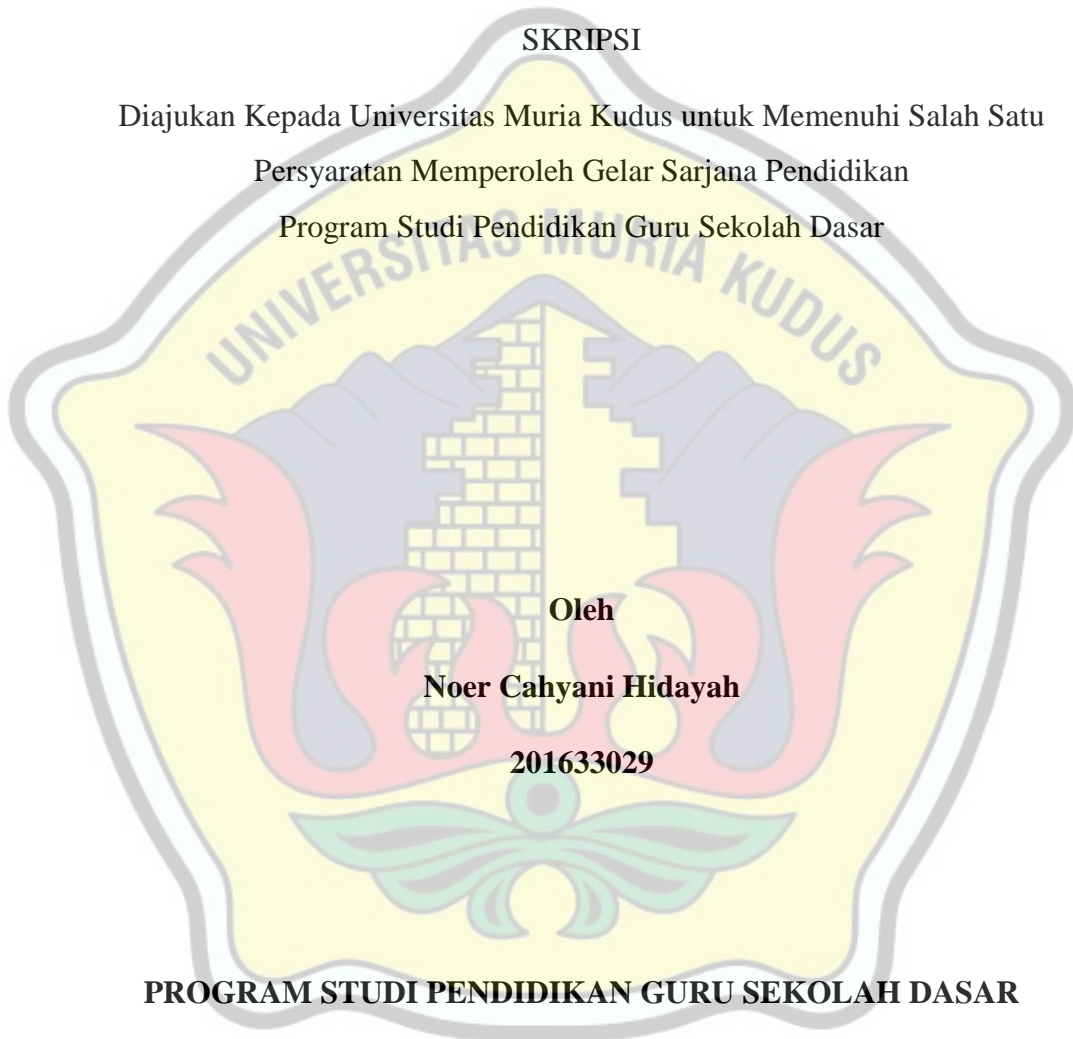 SKRIPSI
Diajukan Kepada Universitas Muria Kudus untuk Memenuhi Salah Satu
Persyaratan Memperoleh Gelar Sarjana Pendidikan
Program Studi Pendidikan Guru Sekolah Dasar
UNIVERSITAS MURIA KUDUS
Oleh
Noer Cahyani Hidayah
201633029
PROGRAM STUDI PENDIDIKAN GURU SEKOLAH DASAR